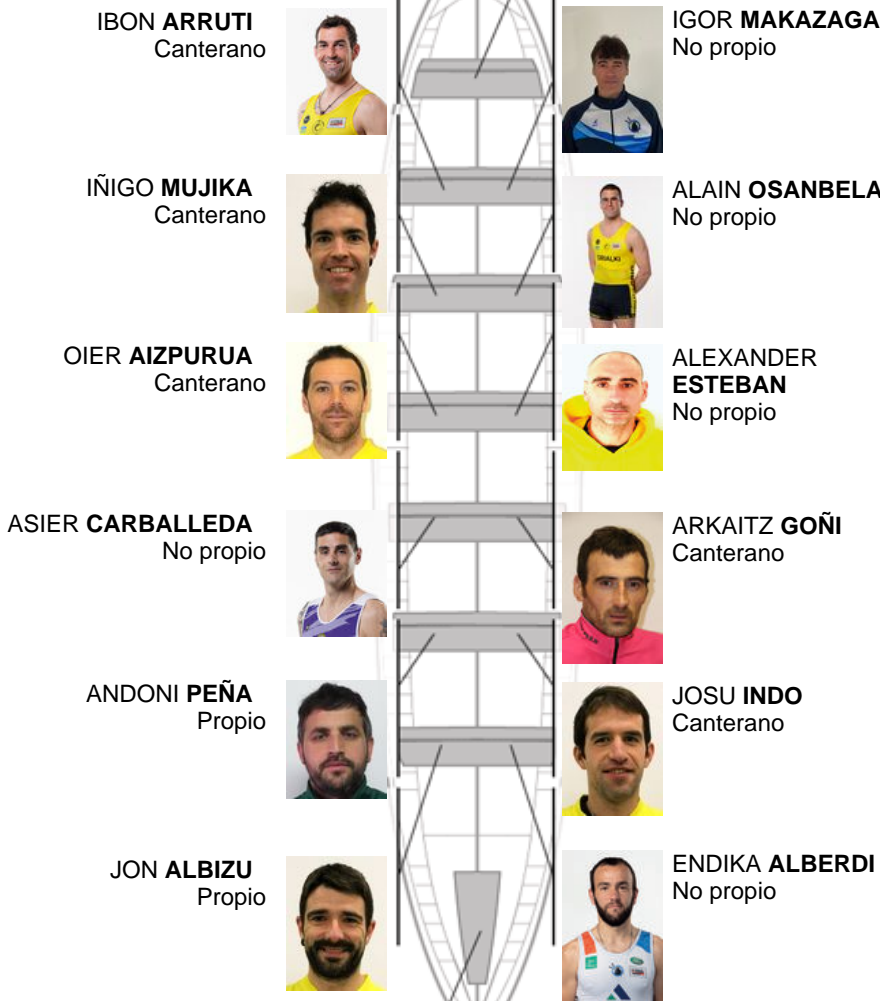 IBON ARRUTI
Canterano
IGOR MAKAZAGA
No propio
IÑIGO MUJIKA
Canterano
ALAIN OSANBELA
No propio
OIER AIZPURUA
Canterano
ALEXANDER
ESTEBAN
No propio
ASIER CARBALLEDA
No propio
ARKAITZ GOÑI
Canterano
ANDONI PEÑA
Propio
JOSU INDO
Canterano
JON ALBIZU
Propio
ENDIKA ALBERDI
No propio